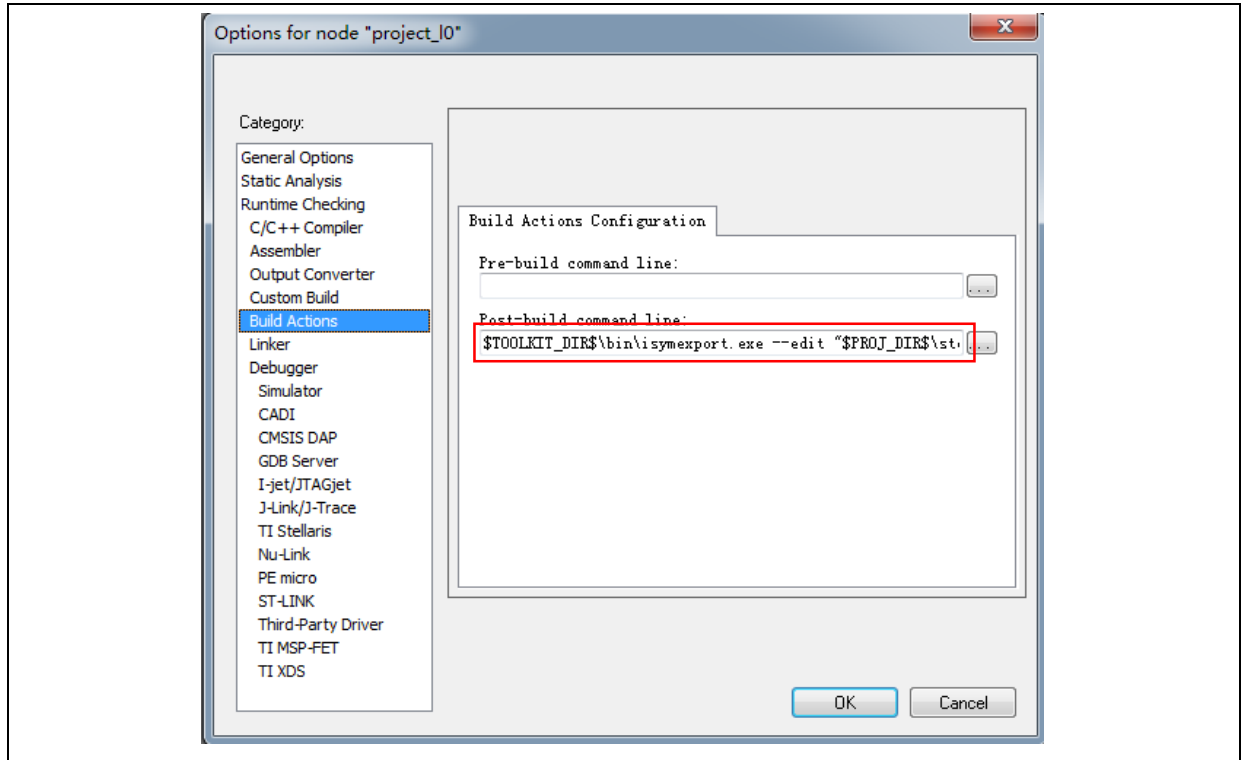 Options for node "project_l0"
Category:
General Options
Static Analysis
Runtime Checking
C/C++ Compiler
Assembler
Output Converter
Custom Build
Build Actions
Linker
Debugger
Simulator
CADI
CMSIS DAP
GDB Server
I-jet/JTAGjet
J-Link/J-Trace
TI Stellaris
Nu-Link
PE micro
ST-LINK
Third-Party Driver
TI MSP-FET
TI XDS
Build Actions Configuration
Pre-build command line:
...
Post-build command line:
$TOOLKIT_DIR$\bin\isymexport.exe --edit "$PROJ_DIR$\st
...
OK
Cancel